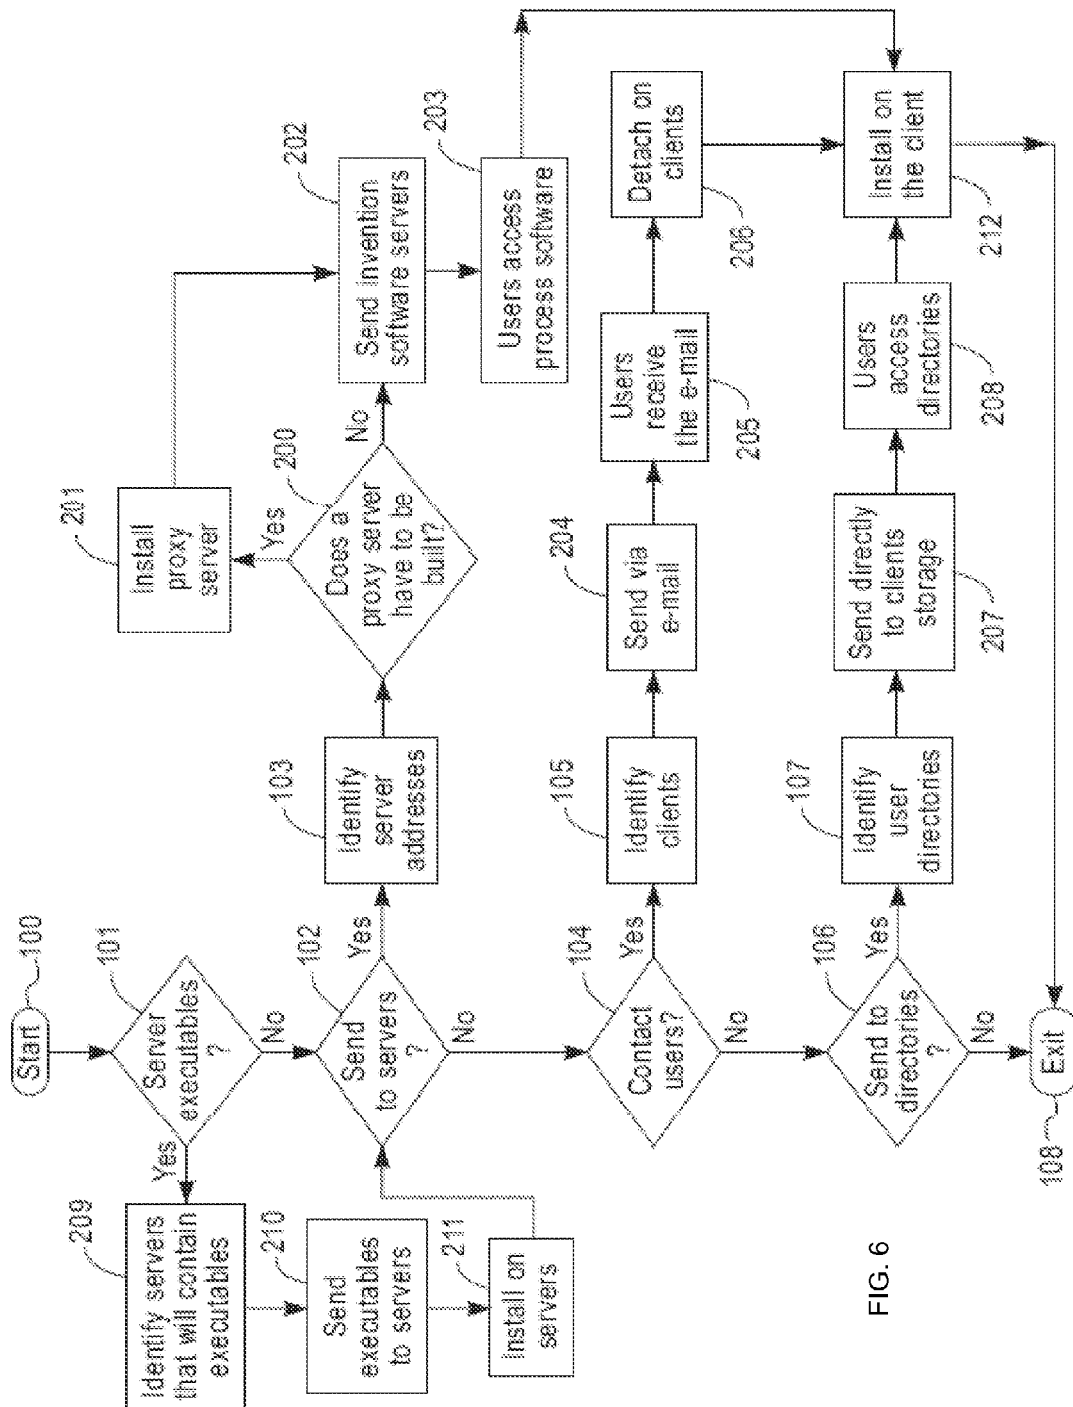 Start
100
Server
executables
?
101
Yes
No
209
Identify servers
that will contain
executables
210
Send
executables
to servers
211
Install on
servers
Send
to servers
?
102
Yes
No
103
Identify
server
addresses
Does a
proxy server
have to be
built?
200
Yes
No
201
Install
proxy
server
202
Send invention
software servers
203
Users access
process software
Contact
users?
104
Yes
No
105
Identify
clients
204
Send via
e-mail
Users
receive
the e-mail
205
Detach on
clients
206
Send to
directories
?
106
Yes
No
107
Identify
user
directories
Send directly
to clients
storage
207
Users
access
directories
208
Install on
the client
212
Exit
108
FIG. 6